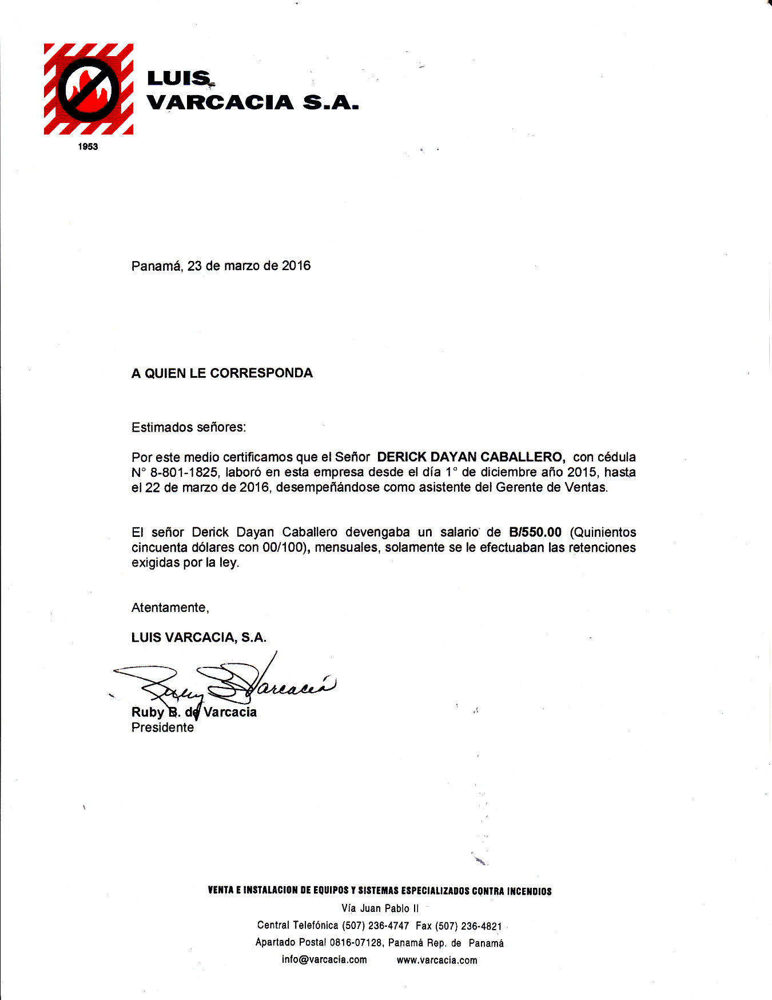 LUIS
VARCACIA S.A.
1953
Panamá, 23 de marzo de 2016
A QUIEN LE CORRESPONDA
Estimados señores:
Por este medio certificamos que el Señor DERICK DAYAN CABALLERO, con cédula
N° 8-801-1825, laboró en esta empresa desde el día 1° de diciembre año 2015, hasta
el 22 de marzo de 2016, desempeñándose como asistente del Gerente de Ventas.
El señor Derick Dayan Caballero devengaba un salario de B/550.00 (Quinientos
cincuenta dólares con 00/100), mensuales, solamente se le efectuaban las retenciones
exigidas por la ley.
Atentamente,
LUIS VARCACIA, S.A.
Ruby B Varcacia
Ruby B. de Varcacia
Presidente
VENTA E INSTALACION DE EQUIPOS Y SISTEMAS ESPECIALIZADOS CONTRA INCENDIOS
Vía Juan Pablo II
Central Telefónica (507) 236-4747 Fax (507) 236-4821
Apartado Postal 0816-07128, Panamá Rep. de Panamá
info@varcacia.com www.varcacia.com